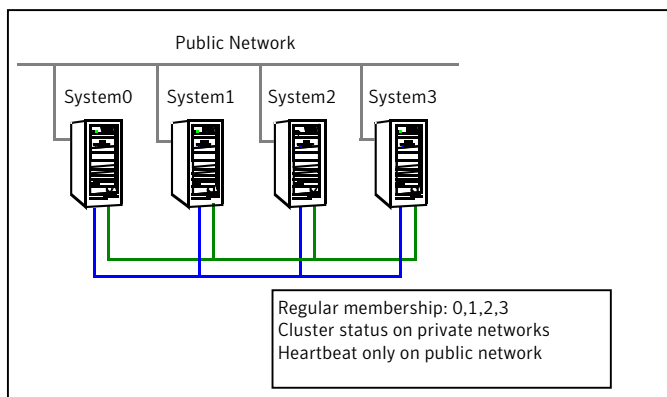 Public Network
System0 System1 System2 System3
Regular membership: 0,1,2,3
Cluster status on private networks
Heartbeat only on public network